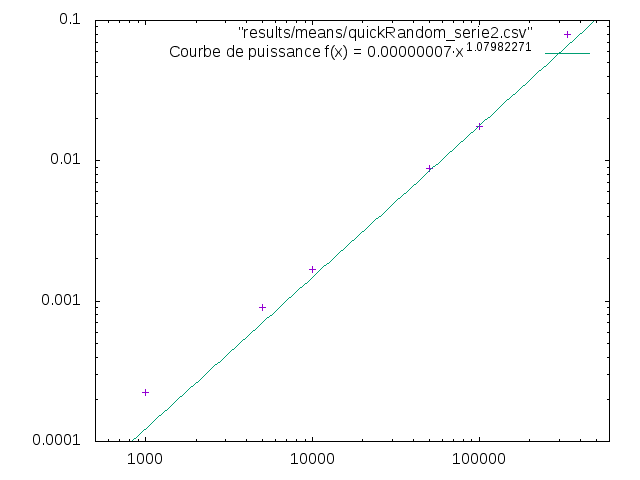 0.1
"results/means/quickRandom_serie2.csv"
Courbe de puissance f(x) = 0.00000007·x^1.07982271
0.01
0.001
0.0001
1000 10000 100000